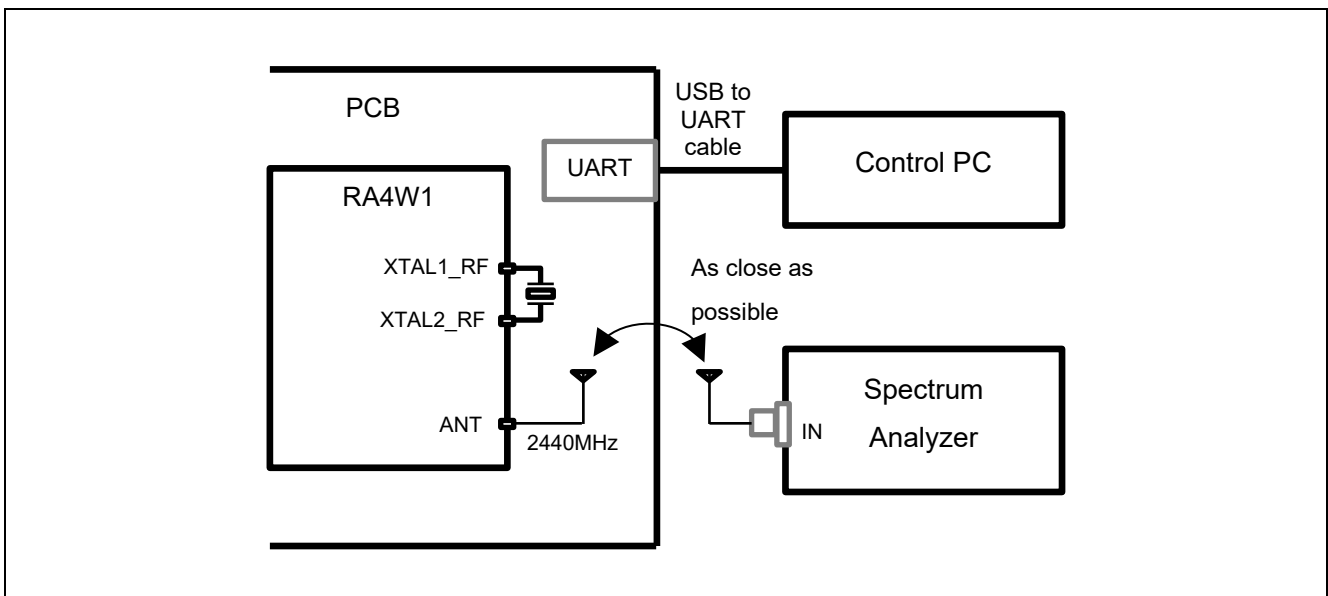 PCB
USB to
UART
cable
UART
Control PC
RA4W1
XTAL1_RF
XTAL2_RF
As close as
possible
ANT
2440MHz
Spectrum
Analyzer
IN